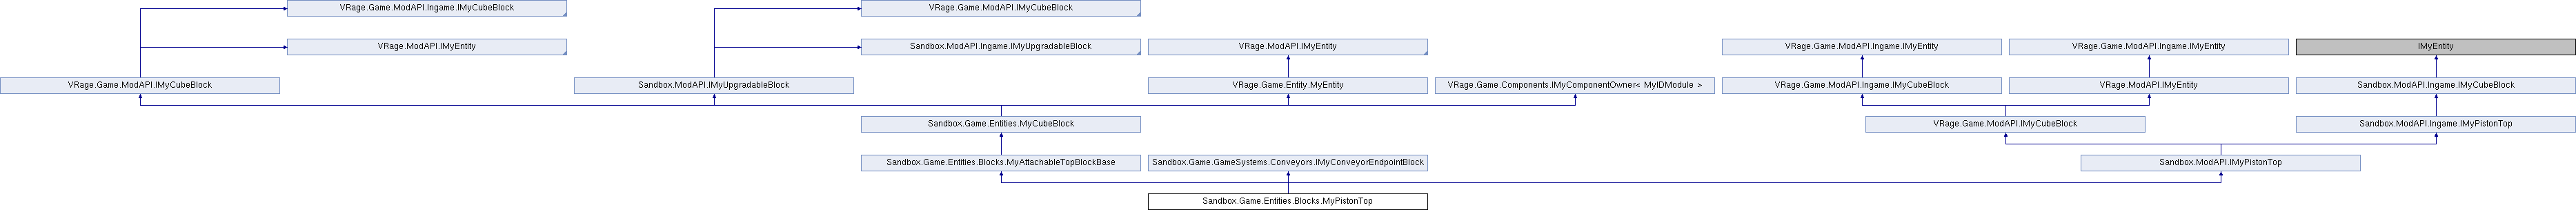 VRage.Game.ModAPI.Ingame.IMyCubeBlock
VRage.Game.ModAPI.IMyCubeBlock
VRage.ModAPI.IMyEntity
Sandbox.ModAPI.Ingame.IMyUpgradableBlock
VRage.ModAPI.IMyEntity
VRage.Game.ModAPI.Ingame.IMyEntity
VRage.Game.ModAPI.Ingame.IMyEntity
IMyEntity
VRage.Game.ModAPI.IMyCubeBlock
Sandbox.ModAPI.IMyUpgradableBlock
VRage.Game.Entity.MyEntity
VRage.Game.Components.IMyComponentOwner< MyIDModule >
VRage.Game.ModAPI.Ingame.IMyCubeBlock
VRage.ModAPI.IMyEntity
Sandbox.ModAPI.Ingame.IMyCubeBlock
Sandbox.Game.Entities.MyCubeBlock
VRage.Game.ModAPI.IMyCubeBlock
Sandbox.ModAPI.Ingame.IMyPistonTop
Sandbox.Game.Entities.Blocks.MyAttachableTopBlockBase
Sandbox.Game.GameSystems.Conveyors.IMyConveyorEndpointBlock
Sandbox.ModAPI.IMyPistonTop
Sandbox.Game.Entities.Blocks.MyPistonTop